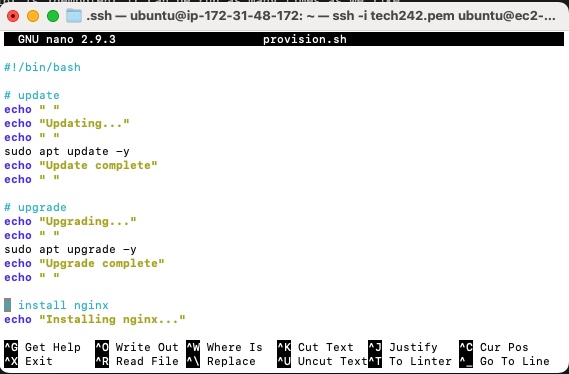 .ssh — ubuntu@ip-172-31-48-172: ~ — ssh -i tech242.pem ubuntu@ec2-...
GNU nano 2.9.3 provision.sh
#!/bin/bash
# update
echo " "
echo "Updating..."
echo " "
sudo apt update -y
echo "Update complete"
echo " "
# upgrade
echo "Upgrading..."
echo " "
sudo apt upgrade -y
echo "Upgrade complete"
echo " "
install nginx
echo "Installing nginx..."
^G Get Help ^O Write Out ^W Where Is ^K Cut Text ^J Justify ^C Cur Pos
^X Exit ^R Read File ^\ Replace ^U Uncut Text ^T To Linter ^_ Go To Line